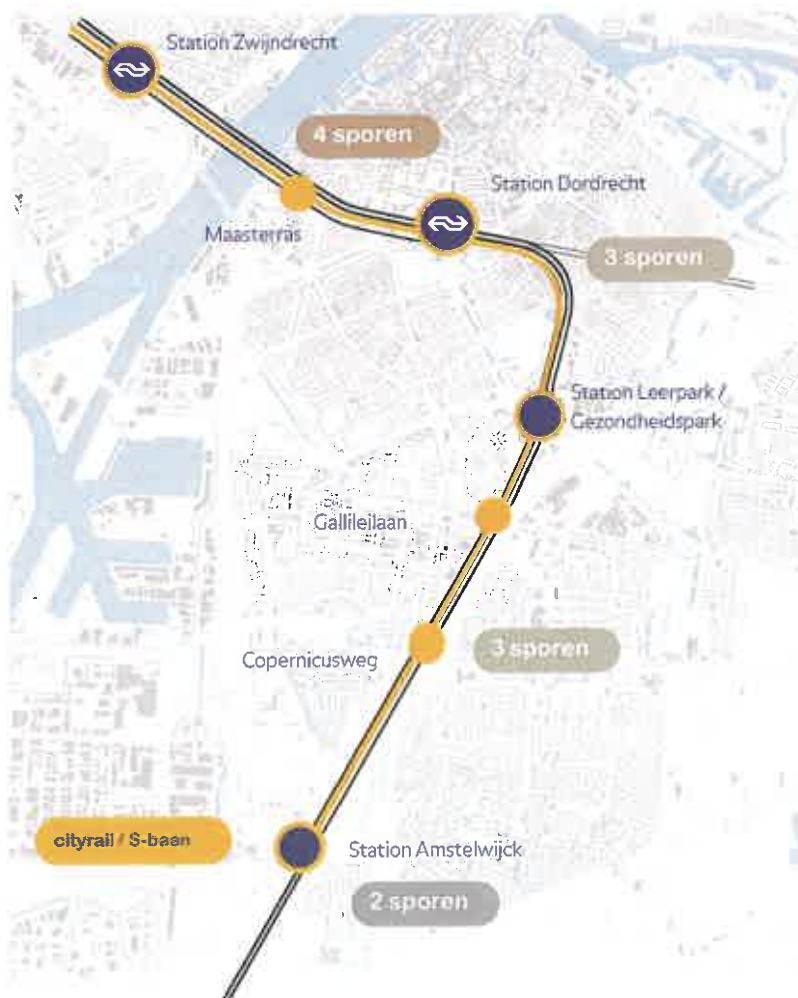 Station Zwijndrecht
4 sporen
Station Dordrecht
Maasterras
3 sporen
Station Leerpark /
Gezondheidspark
Gallileilaan
Copernicusweg
3 sporen
cityrail / S-baan
Station Amstelwijck
2 sporen